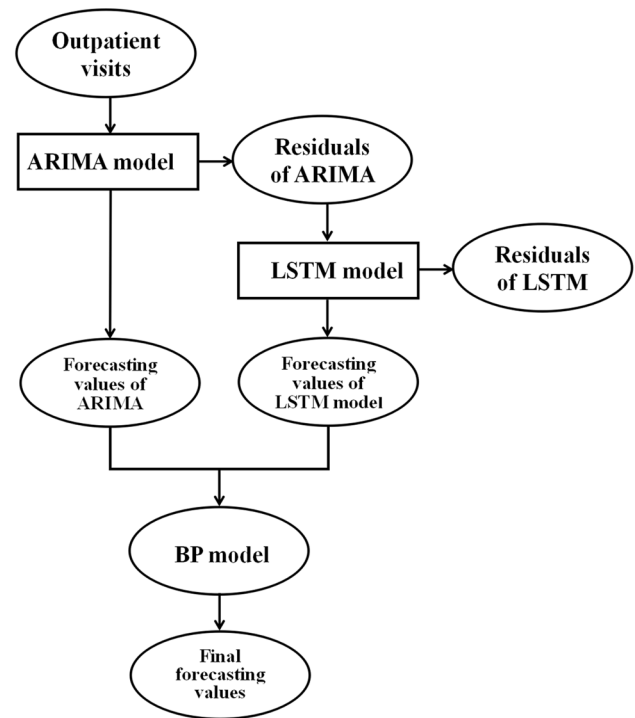 Outpatient
visits
ARIMA model
Residuals
of ARIMA
LSTM model
Residuals
of LSTM
Forecasting
values of
ARIMA
Forecasting
values of
LSTM model
BP model
Final
forecasting
values